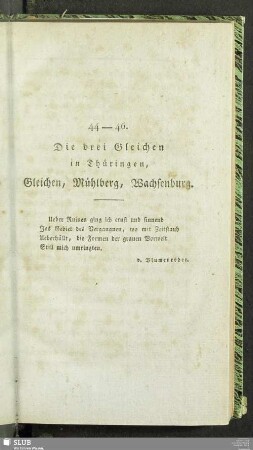 44 — 46.
Die drei Gleichen
in Thüringen,
Gleichen, Mühlberg, Wachsenburg.
Ueber Ruinen ging ich ernst und sinnend
Ins Gebiet des Vergangnen, wo mit Zeitstaub
Ueberhüllt, die Formen der grauen Vorwelt
Still mich umringten.
v. Blumenröder.
SLUB